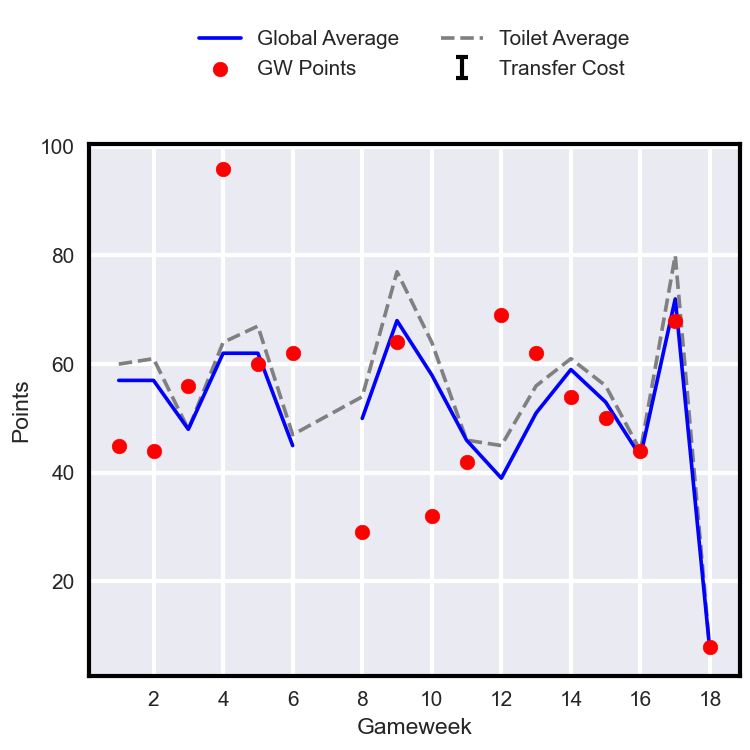 Global Average
Toilet Average
GW Points
Transfer Cost
100
80
60
40
20
Points
2 4 6 8 10 12 14 16 18
Gameweek